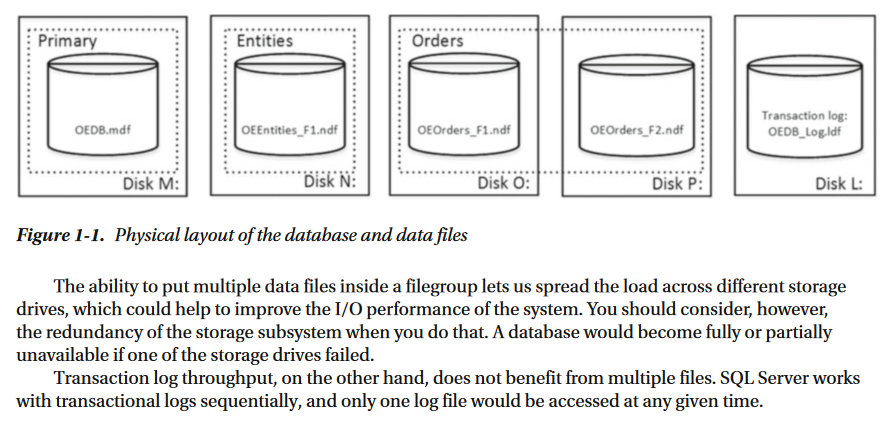 Primary
Entities
Orders
OEDB.mdf
OEEntities_F1.ndf
OEOrders_F1.ndf
OEOrders_F2.ndf
Transaction log:
OEDB_Log.ldf
Disk M:
Disk N:
Disk O:
Disk P:
Disk L:
Figure 1-1. Physical layout of the database and data files
The ability to put multiple data files inside a filegroup lets us spread the load across different storage
drives, which could help to improve the I/O performance of the system. You should consider, however,
the redundancy of the storage subsystem when you do that. A database would become fully or partially
unavailable if one of the storage drives failed.
Transaction log throughput, on the other hand, does not benefit from multiple files. SQL Server works
with transactional logs sequentially, and only one log file would be accessed at any given time.